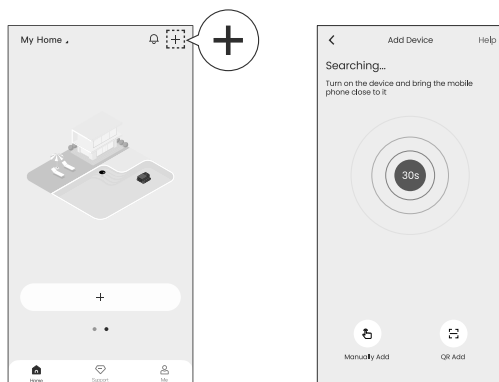 My Home
Home
Support
Me
Add Device
Help
Searching...
Turn on the device and bring the mobile
phone close to it
30s
Manually Add
QR Add